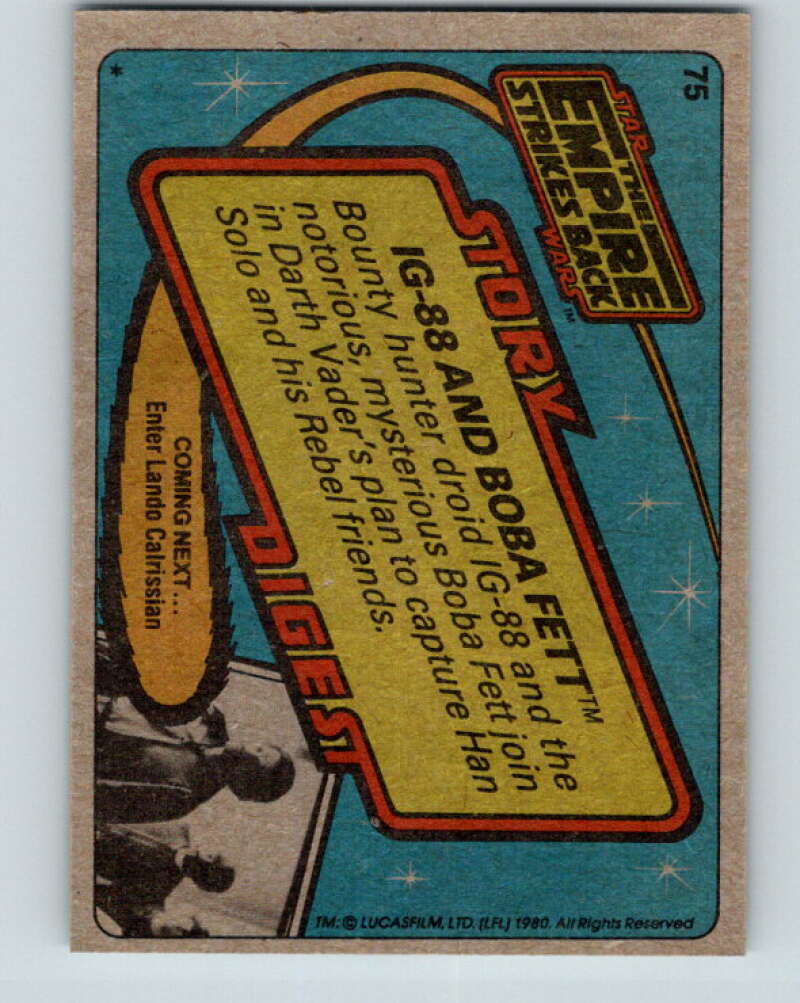 75
STAR
THE
EMPIRE
STRIKES BACK
WARS™
STORY
IG-88 AND BOBA FETT™
Bounty hunter droid IG-88 and the
notorious, mysterious Boba Fett join
in Darth Vader's plan to capture Han
Solo and his Rebel friends.
DIGEST
COMING NEXT...
Enter Lando Calrissian
*
TM: © LUCASFILM, LTD. (LFL) 1980. All Rights Reserved